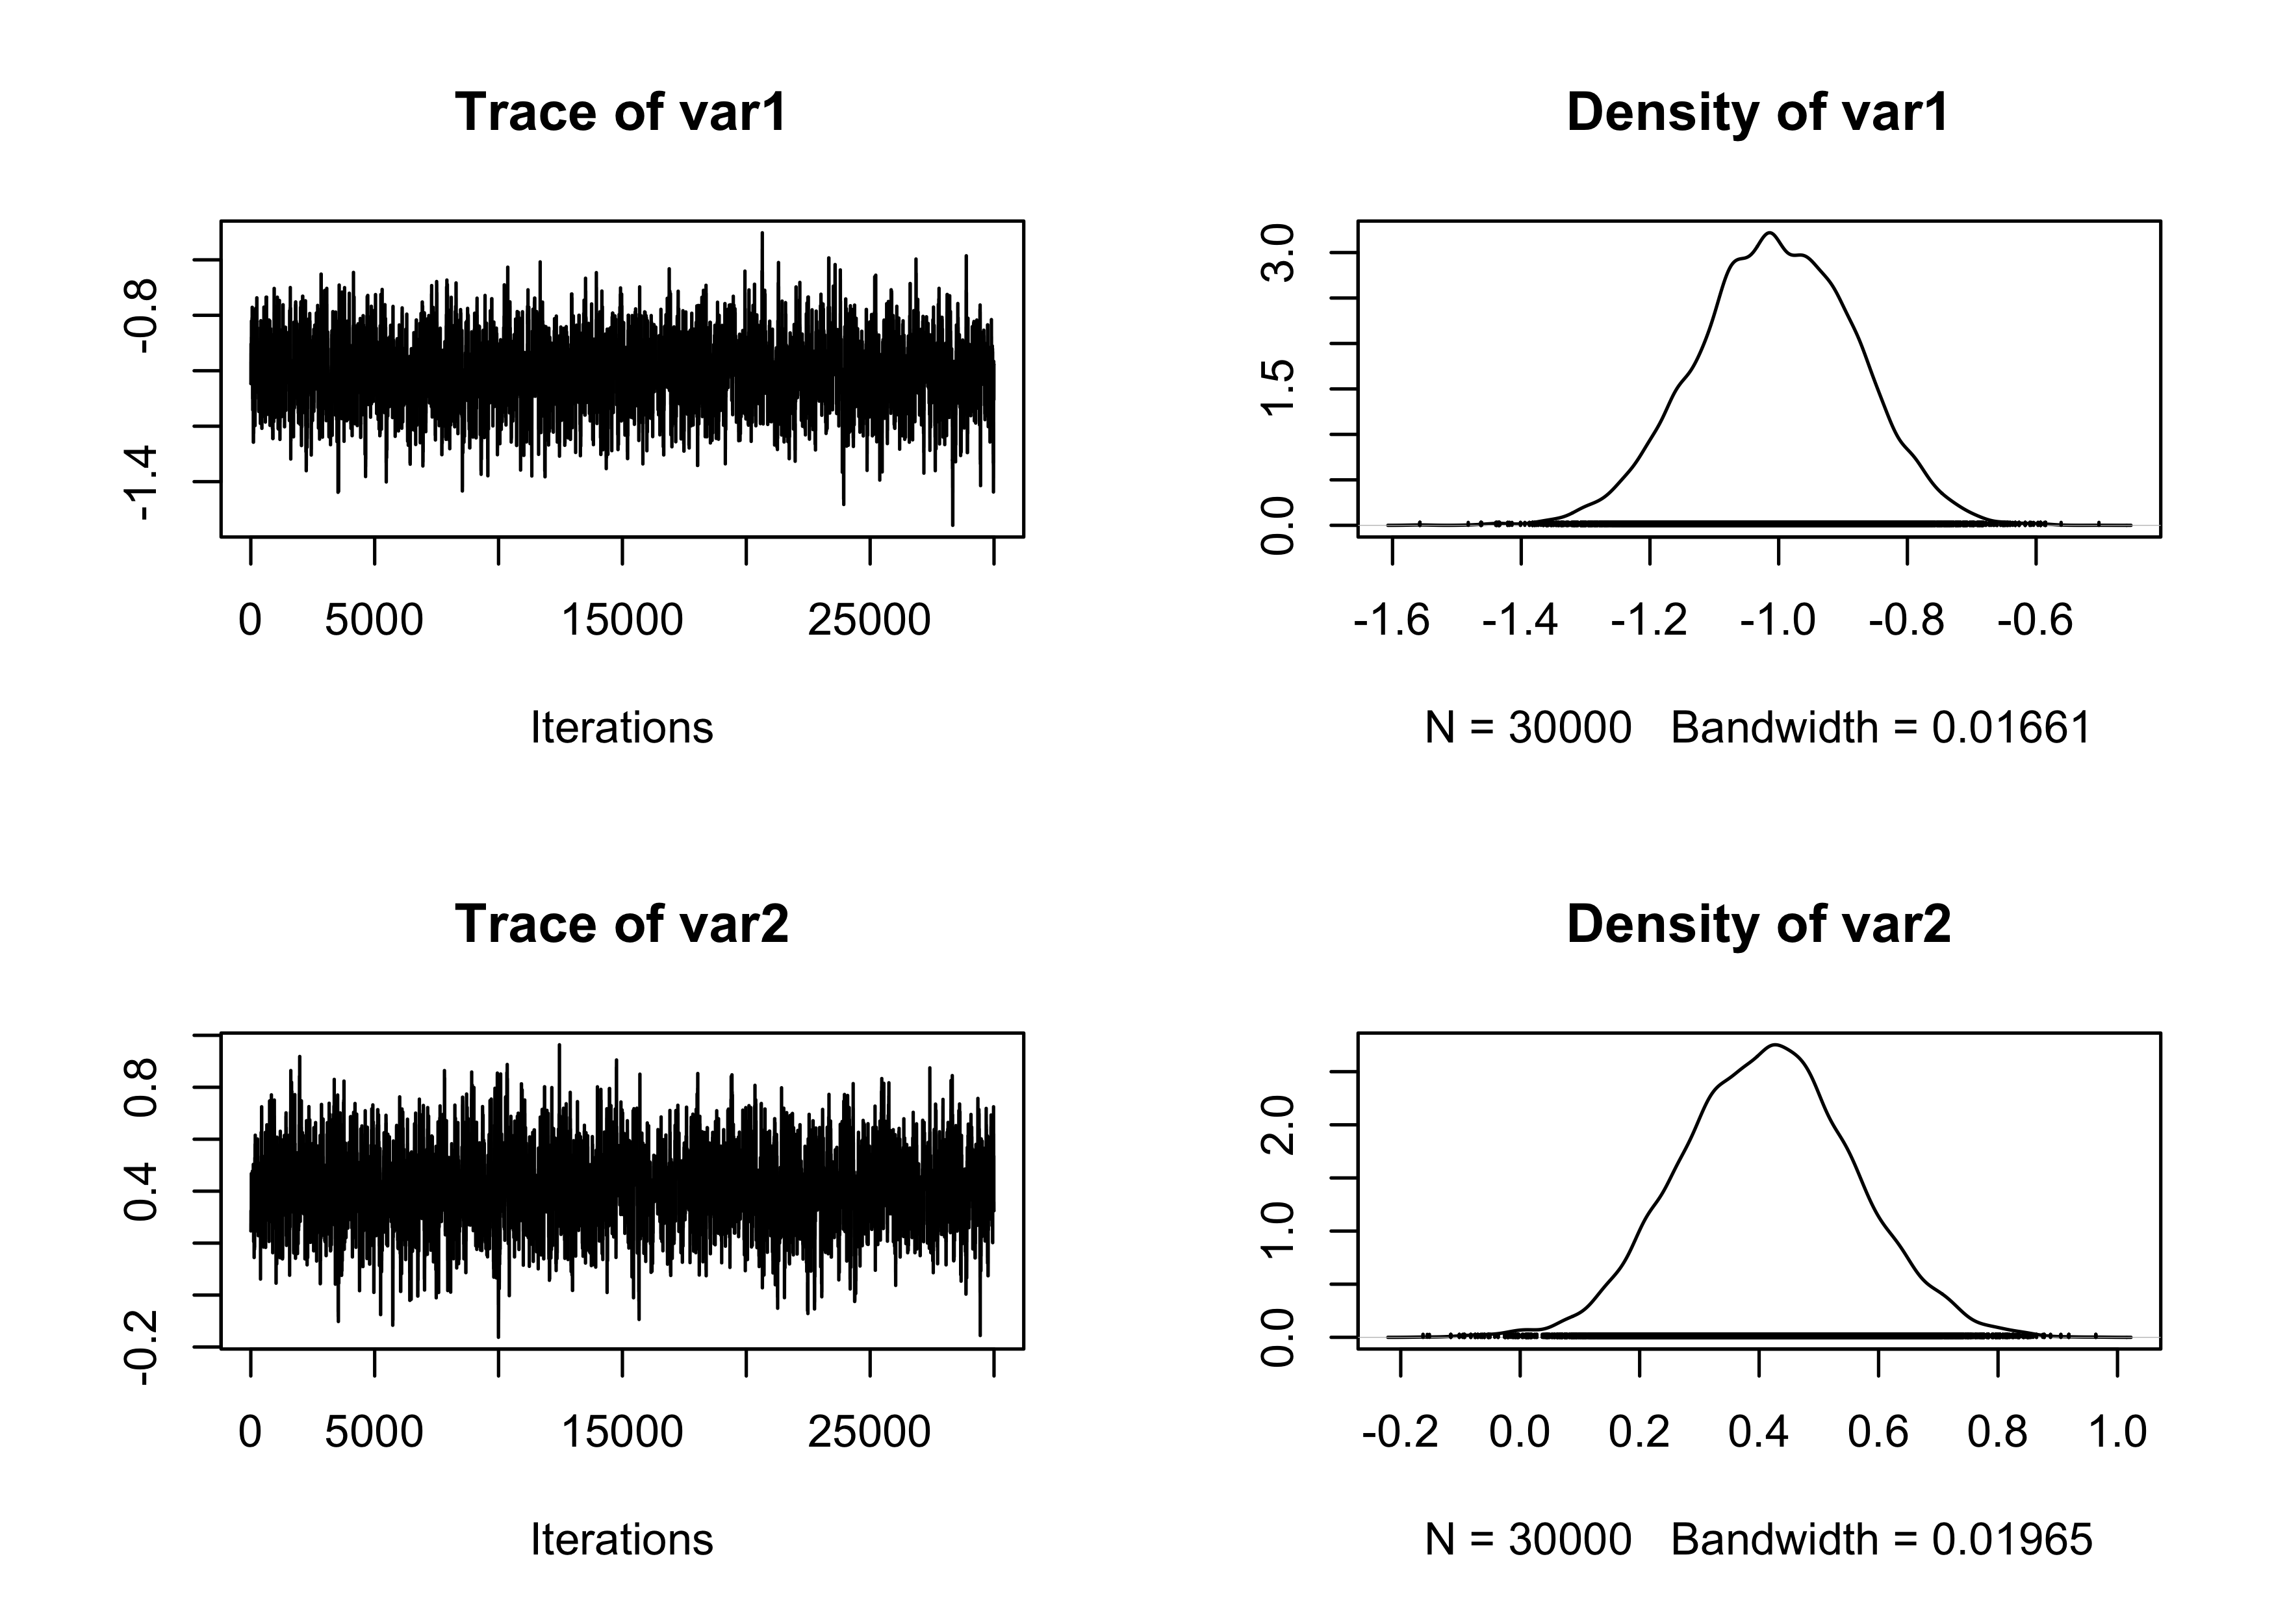 Trace of var1
-0.8
-1.4
0 5000 15000 25000
Iterations
Density of var1
3.0
1.5
0.0
-1.6 -1.4 -1.2 -1.0 -0.8 -0.6
N = 30000 Bandwidth = 0.01661
Trace of var2
0.8
0.4
-0.2
0 5000 15000 25000
Iterations
Density of var2
2.0
1.0
0.0
-0.2 0.0 0.2 0.4 0.6 0.8 1.0
N = 30000 Bandwidth = 0.01965